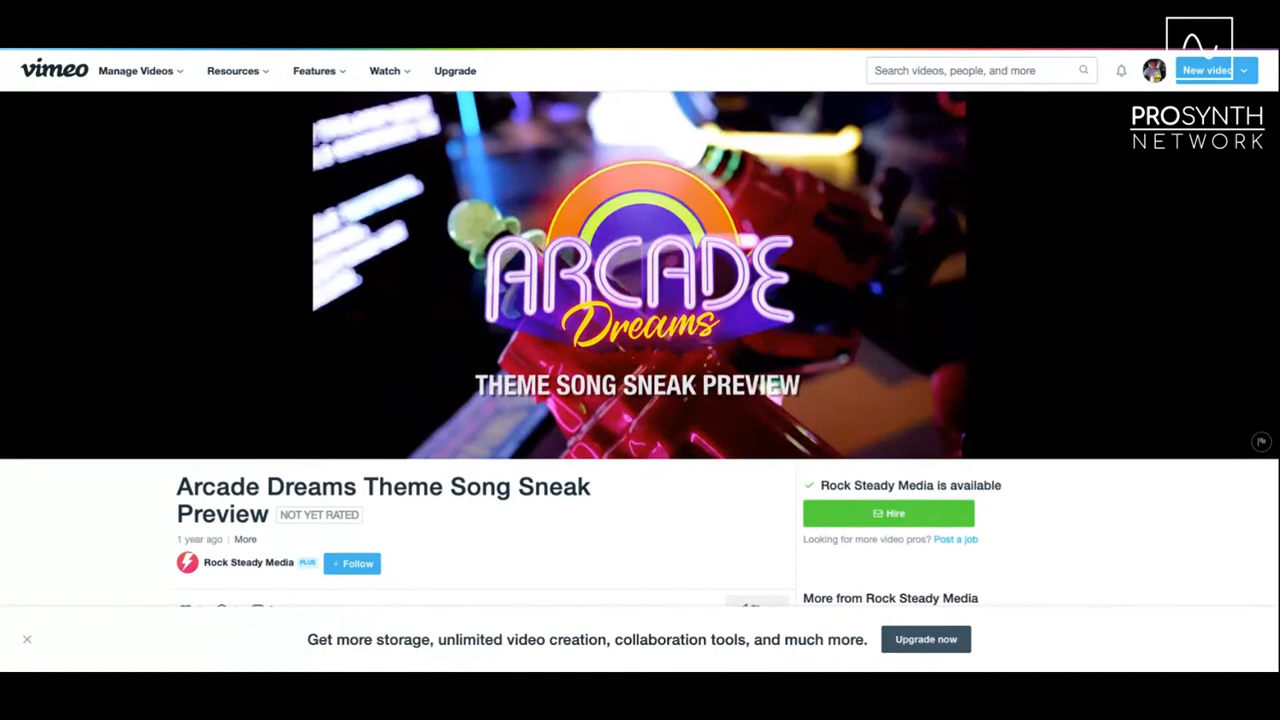 vimeo Manage Videos Resources Features Watch Upgrade Search videos, people, and more New video
PROSYNTH
NETWORK
ARCADE
Dreams
THEME SONG SNEAK PREVIEW
Arcade Dreams Theme Song Sneak
Preview NOT YET RATED
1 year ago | More
Rock Steady Media PLUS + Follow
Rock Steady Media is available
Hire
Looking for more video pros? Post a job
More from Rock Steady Media
Get more storage, unlimited video creation, collaboration tools, and much more. Upgrade now